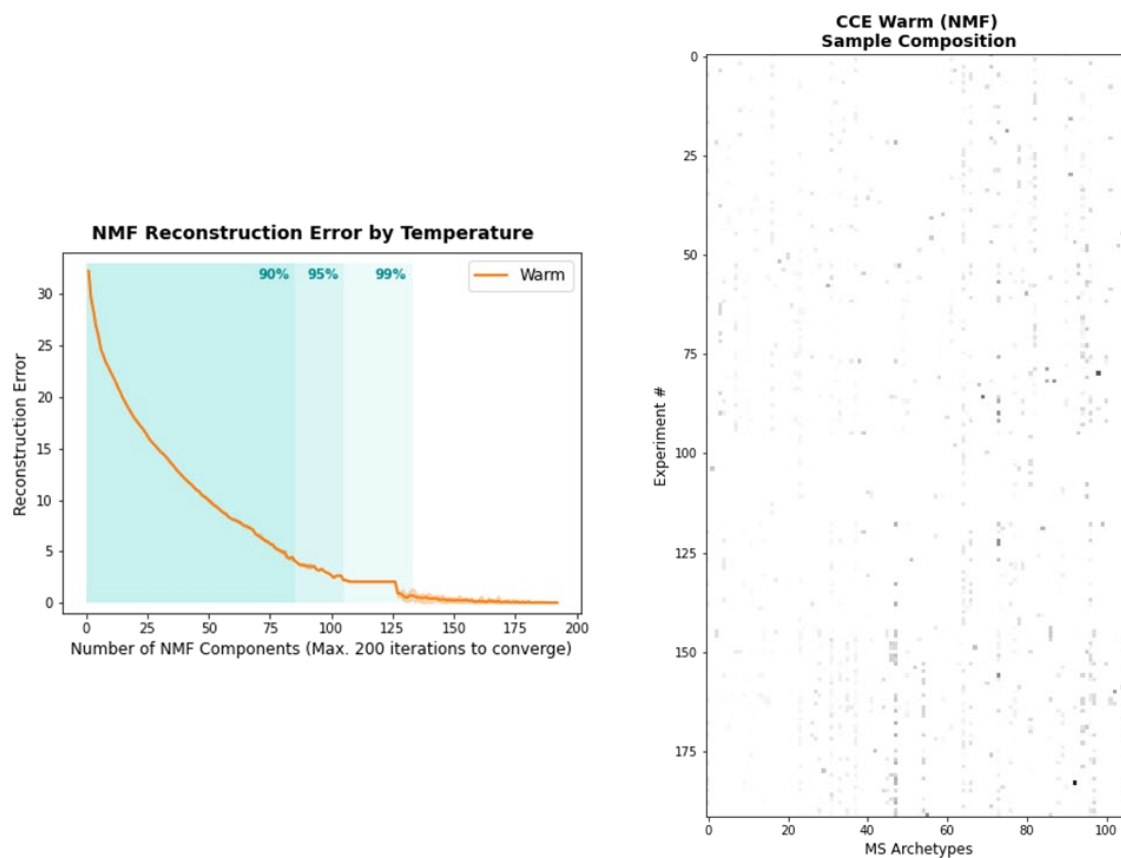 NMF Reconstruction Error by Temperature
90% 95% 99%
Warm
30
25
20
15
10
5
0
Reconstruction Error
0 25 50 75 100 125 150 175 200
Number of NMF Components (Max. 200 iterations to converge)
CCE Warm (NMF)
Sample Composition
0
25
50
75
100
125
150
175
Experiment #
0 20 40 60 80 100
MS Archetypes